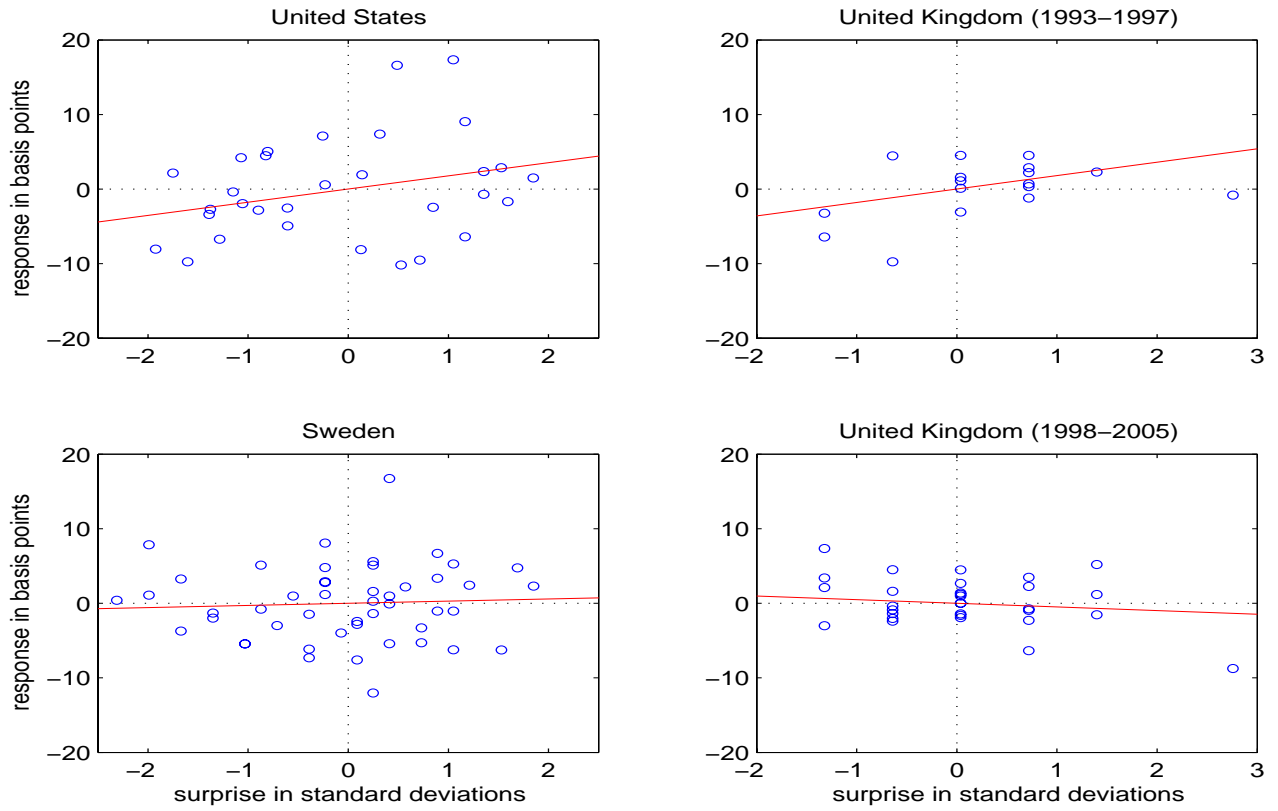 United States
United Kingdom (1993−1997)
response in basis points
20
10
0
−10
−20
−2 −1 0 1 2
20
10
0
−10
−20
−2 −1 0 1 2 3
Sweden
United Kingdom (1998−2005)
response in basis points
20
10
0
−10
−20
−2 −1 0 1 2
surprise in standard deviations
20
10
0
−10
−20
−2 −1 0 1 2 3
surprise in standard deviations